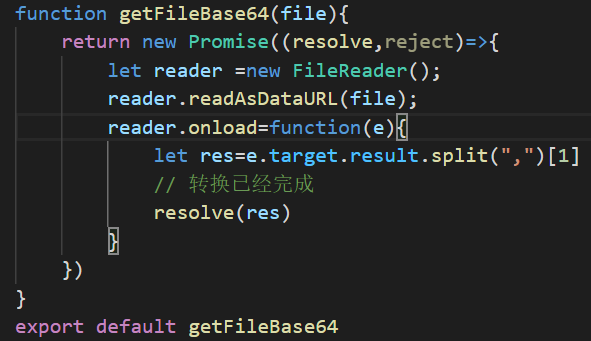 function getFileBase64(file){
    return new Promise((resolve,reject)=>{
        let reader =new FileReader();
        reader.readAsDataURL(file);
        reader.onload=function(e){
            let res=e.target.result.split(",")[1]
            // 转换已经完成
            resolve(res)
        }
    })
}
export default getFileBase64